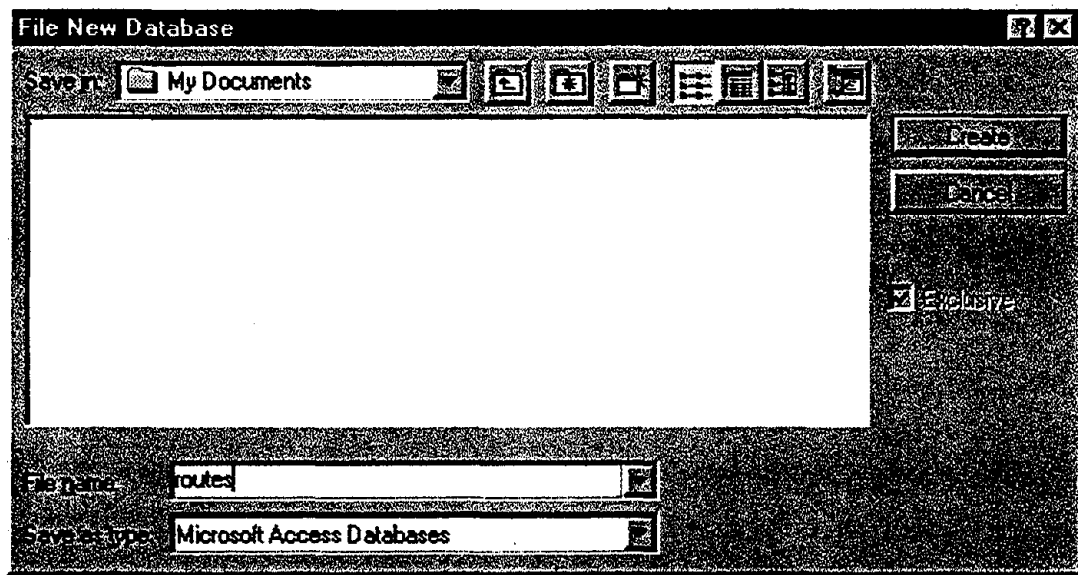 File New Database
Save in: My Documents
Create
Cancel
Exclusive
File name: routes
Save as type: Microsoft Access Databases